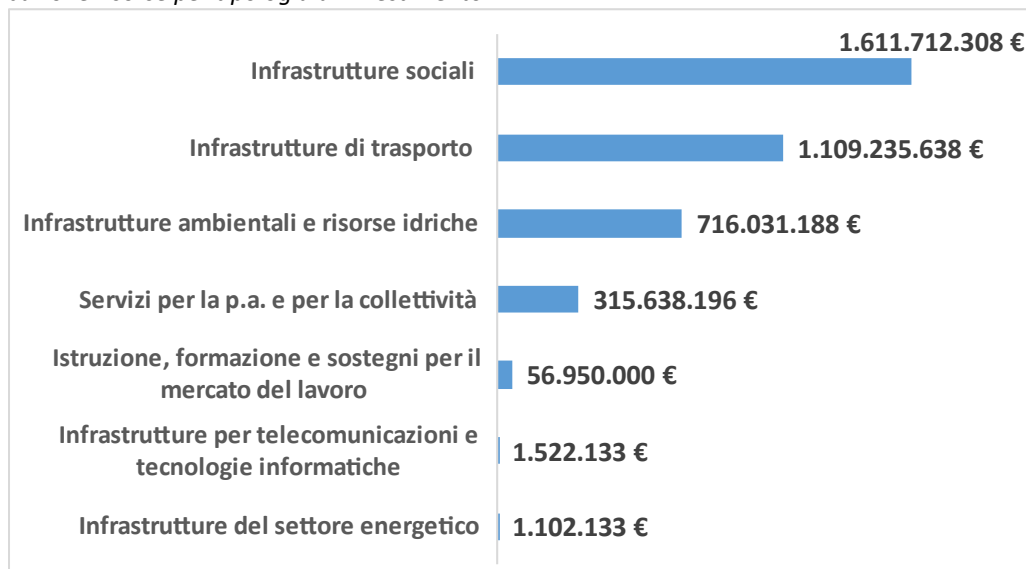 1.611.712.308 €
Infrastrutture sociali
Infrastrutture di trasporto
1.109.235.638 €
Infrastrutture ambientali e risorse idriche
716.031.188 €
Servizi per la p.a. e per la collettività
315.638.196 €
Istruzione, formazione e sostegni per il
mercato del lavoro
56.950.000 €
Infrastrutture per telecomunicazioni e
tecnologie informatiche
1.522.133 €
Infrastrutture del settore energetico
1.102.133 €